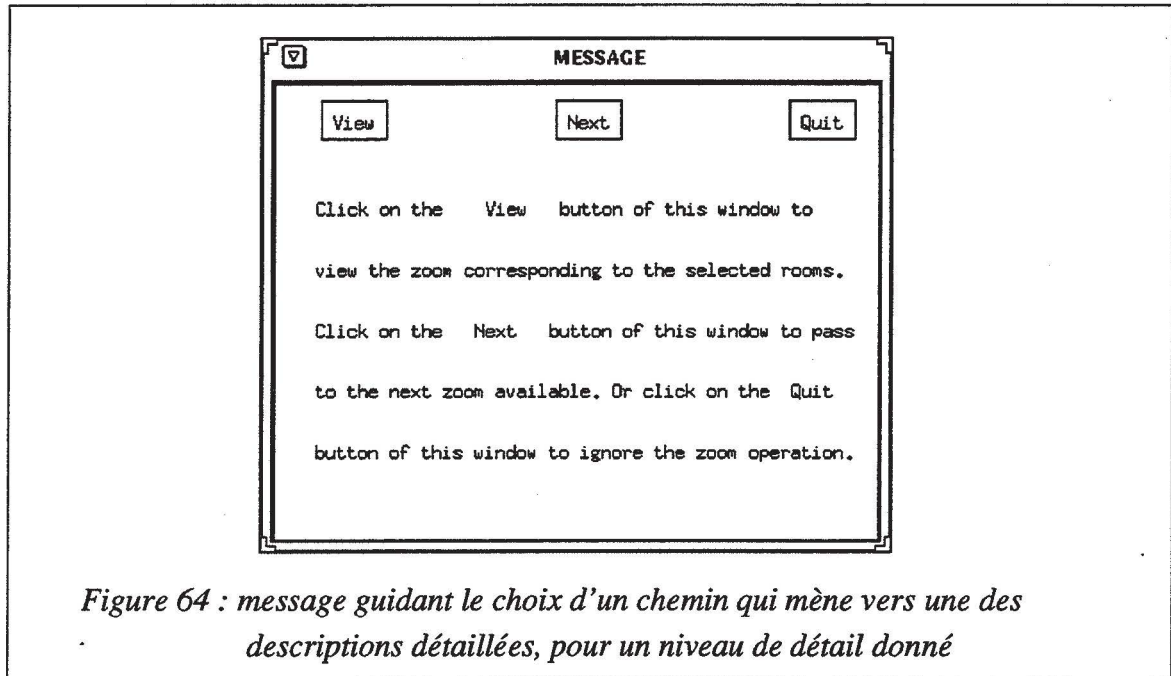 MESSAGE
View Next Quit
Click on the View button of this window to
view the zoom corresponding to the selected rooms.
Click on the Next button of this window to pass
to the next zoom available. Or click on the Quit
button of this window to ignore the zoom operation.
Figure 64 : message guidant le choix d'un chemin qui mène vers une des
descriptions détaillées, pour un niveau de détail donné